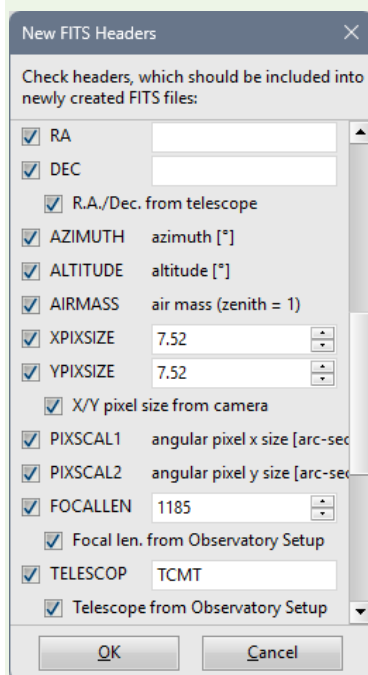 New FITS Headers
Check headers, which should be included into
newly created FITS files:
RA
DEC
R.A./Dec. from telescope
AZIMUTH azimuth [°]
ALTITUDE altitude [°]
AIRMASS air mass (zenith = 1)
XPIXSIZE 7.52
YPIXSIZE 7.52
X/Y pixel size from camera
PIXSCAL1 angular pixel x size [arc-sec
PIXSCAL2 angular pixel y size [arc-sec
FOCALLEN 1185
Focal len. from Observatory Setup
TELESCOP TCMT
Telescope from Observatory Setup
OK Cancel